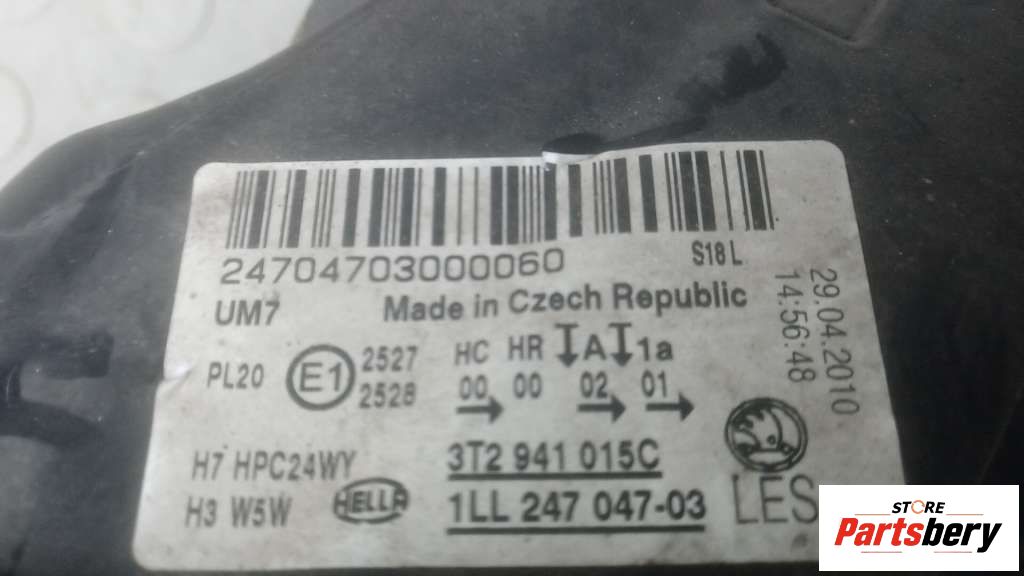 24704703000060
S18 L
UM7 Made in Czech Republic
29.04.2010
14:56:48
PL20 E1 2527 HC HR A 1a
2528 00 00 02 01
H7 HPC24WY 3T2 941 015C
H3 W5W HELLA 1LL 247 047-03 LES
STORE
Partsbery